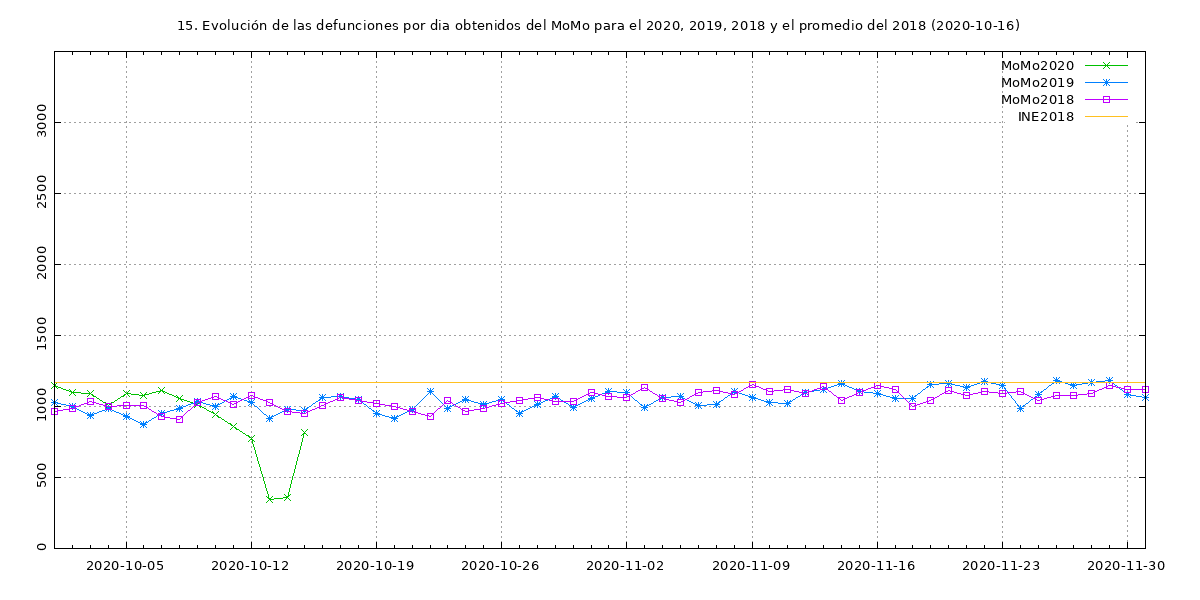 15. Evolución de las defunciones por dia obtenidos del MoMo para el 2020, 2019, 2018 y el promedio del 2018 (2020-10-16)
MoMo2020
MoMo2019
MoMo2018
INE2018
3000
2500
2000
1500
1000
500
0
2020-10-05 2020-10-12 2020-10-19 2020-10-26 2020-11-02 2020-11-09 2020-11-16 2020-11-23 2020-11-30